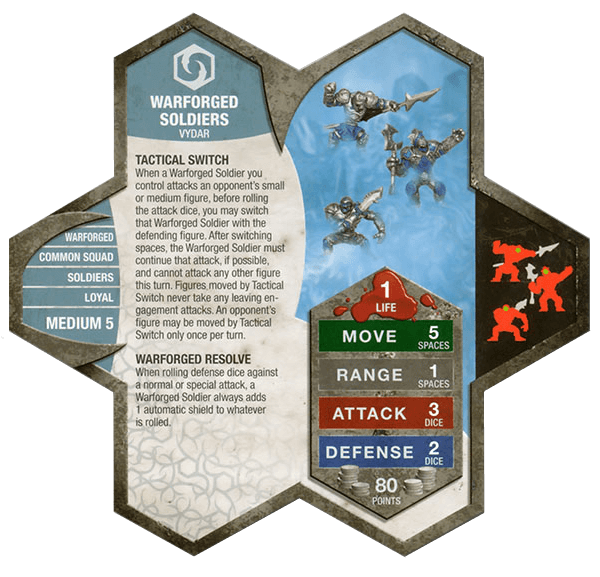 WARFORGED
SOLDIERS
VYDAR
TACTICAL SWITCH
When a Warforged Soldier you
control attacks an opponent's small
or medium figure, before rolling
the attack dice, you may switch
that Warforged Soldier with the
defending figure. After switching
spaces, the Warforged Soldier must
continue that attack, if possible,
and cannot attack any other figure
this turn. Figures moved by Tactical
Switch never take any leaving en-
gagement attacks. An opponent's
figure may be moved by Tactical
Switch only once per turn.
WARFORGED RESOLVE
When rolling defense dice against
a normal or special attack, a
Warforged Soldier always adds
1 automatic shield to whatever
is rolled.
WARFORGED
COMMON SQUAD
SOLDIERS
LOYAL
MEDIUM 5
1
LIFE
MOVE 5
SPACES
RANGE 1
SPACES
ATTACK 3
DICE
DEFENSE 2
DICE
80
POINTS